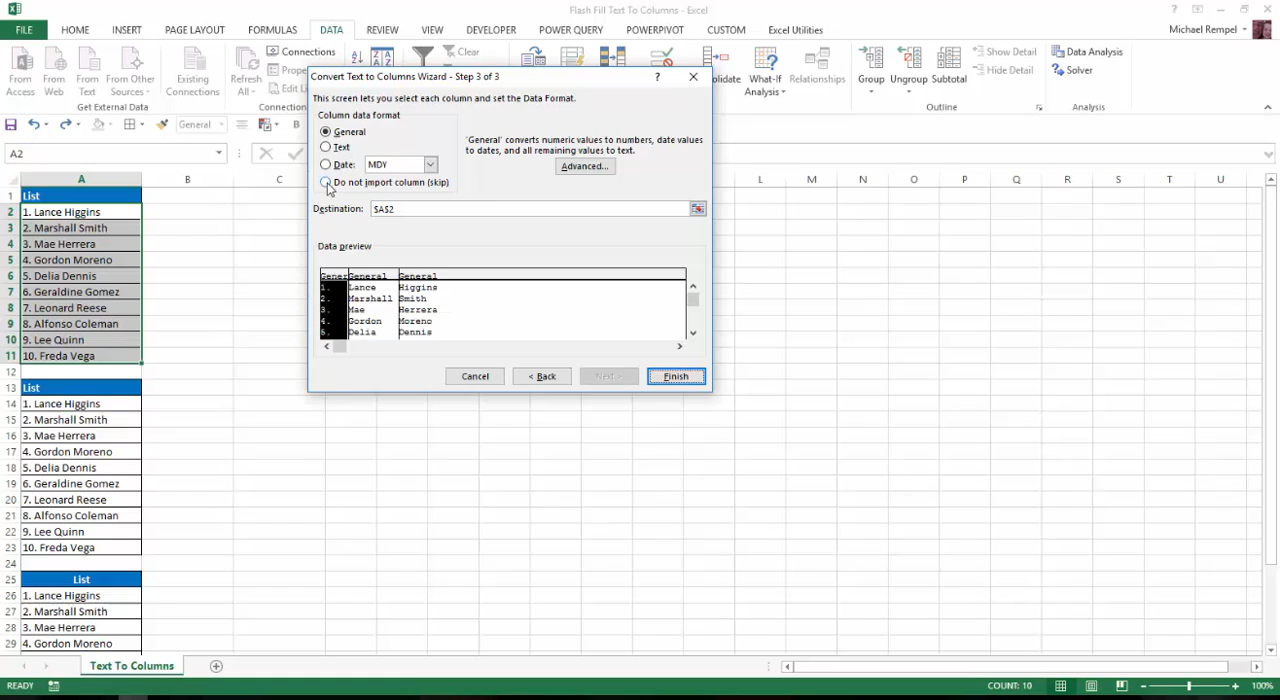 Flash Fill Text To Columns - Excel
FILE HOME INSERT PAGE LAYOUT FORMULAS DATA REVIEW VIEW DEVELOPER POWER QUERY POWERPIVOT CUSTOM Excel Utilities Michael Rempel
From Access
From Web
From Text
From Other Sources
Existing Connections
Refresh All
Connections
Clear
What-If Analysis
Relationships
Group
Ungroup
Subtotal
Show Detail
Hide Detail
Data Analysis
Solver
Get External Data
Outline
Analysis
General
B
A2
A B C L M N O P Q R S T U
1 List
2 1. Lance Higgins
3 2. Marshall Smith
4 3. Mae Herrera
5 4. Gordon Moreno
6 5. Delia Dennis
7 6. Geraldine Gomez
8 7. Leonard Reese
9 8. Alfonso Coleman
10 9. Lee Quinn
11 10. Freda Vega
12
13 List
14 1. Lance Higgins
15 2. Marshall Smith
16 3. Mae Herrera
17 4. Gordon Moreno
18 5. Delia Dennis
19 6. Geraldine Gomez
20 7. Leonard Reese
21 8. Alfonso Coleman
22 9. Lee Quinn
23 10. Freda Vega
24
25 List
26 1. Lance Higgins
27 2. Marshall Smith
28 3. Mae Herrera
29 4. Gordon Moreno
Convert Text to Columns Wizard - Step 3 of 3
This screen lets you select each column and set the Data Format.
Column data format
General
Text
Date: MDY
Do not import column (skip)
'General' converts numeric values to numbers, date values
to dates, and all remaining values to text.
Advanced...
Destination: $A$2
Data preview
General General
1. Lance Higgins
2. Marshall Smith
3. Mae Herrera
4. Gordon Moreno
5. Delia Dennis
Cancel < Back Next > Finish
Text To Columns
READY COUNT: 10 100%